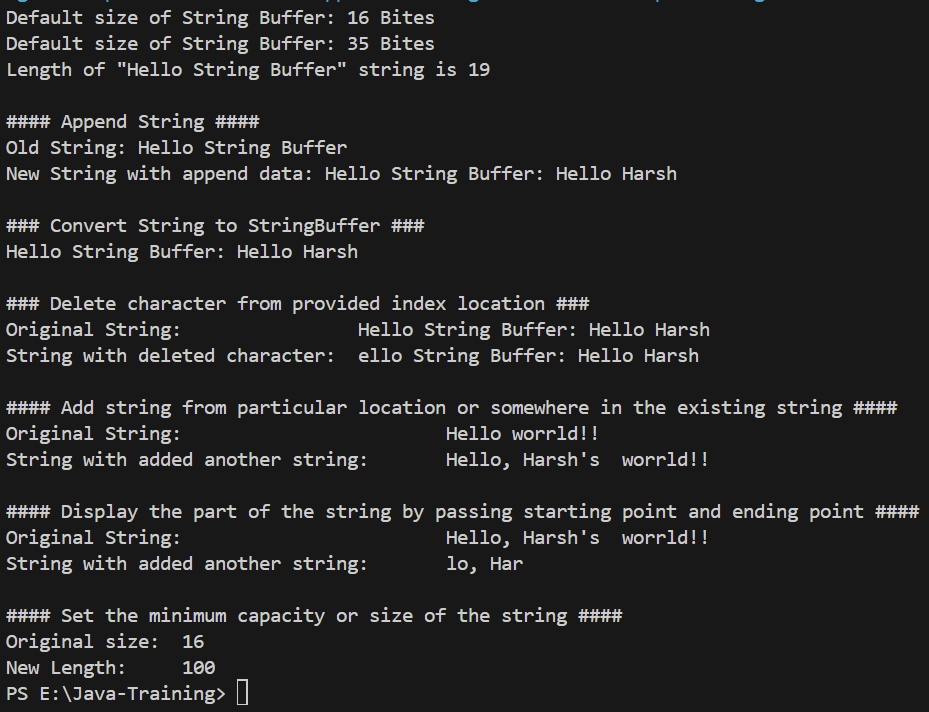 Default size of String Buffer: 16 Bites
Default size of String Buffer: 35 Bites
Length of "Hello String Buffer" string is 19

#### Append String ####
Old String: Hello String Buffer
New String with append data: Hello String Buffer: Hello Harsh

### Convert String to StringBuffer ###
Hello String Buffer: Hello Harsh

### Delete character from provided index location ###
Original String:                Hello String Buffer: Hello Harsh
String with deleted character:  ello String Buffer: Hello Harsh

#### Add string from particular location or somewhere in the existing string ####
Original String:                        Hello worrld!!
String with added another string:       Hello, Harsh's  worrld!!

#### Display the part of the string by passing starting point and ending point ####
Original String:                        Hello, Harsh's  worrld!!
String with added another string:       lo, Har

#### Set the minimum capacity or size of the string ####
Original size:  16
New Length:     100
PS E:\Java-Training>